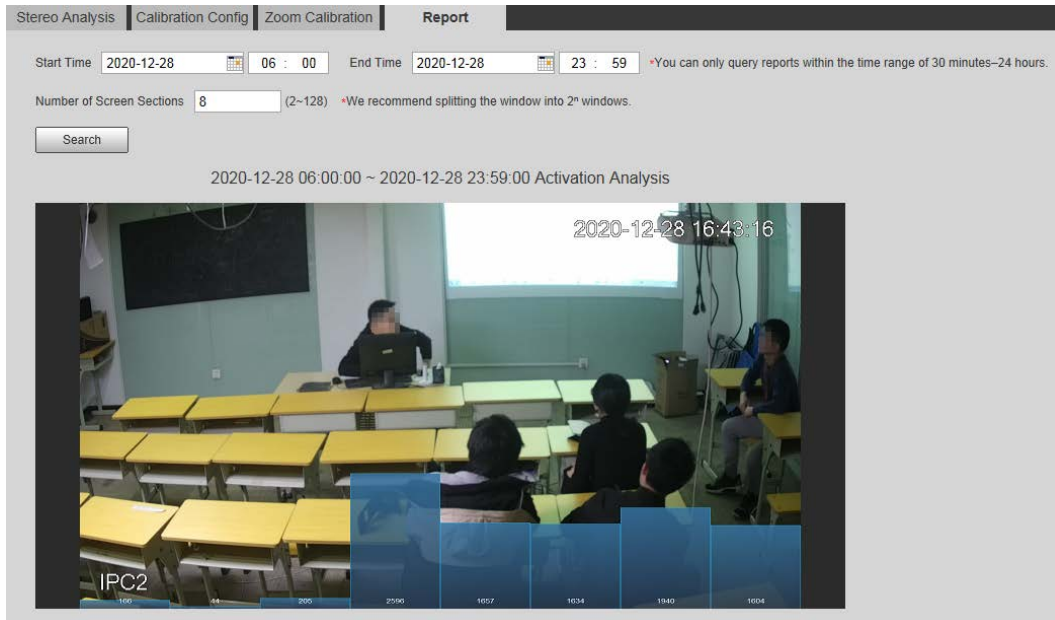 Stereo Analysis Calibration Config Zoom Calibration Report
Start Time 2020-12-28 06 : 00 End Time 2020-12-28 23 : 59 *You can only query reports within the time range of 30 minutes–24 hours.
Number of Screen Sections 8 (2~128) *We recommend splitting the window into 2ⁿ windows.
Search
2020-12-28 06:00:00 ~ 2020-12-28 23:59:00 Activation Analysis
2020-12-28 16:43:16
IPC2
166 44 205 2596 1657 1634 1940 1604